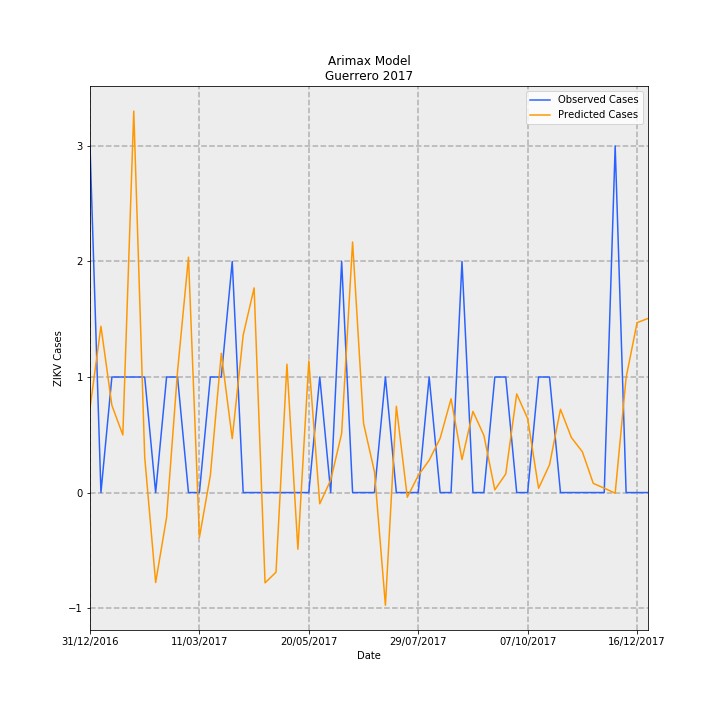 Arimax Model
Guerrero 2017
Observed Cases
Predicted Cases
ZIKV Cases
3
2
1
0
−1
31/12/2016 11/03/2017 20/05/2017 29/07/2017 07/10/2017 16/12/2017
Date